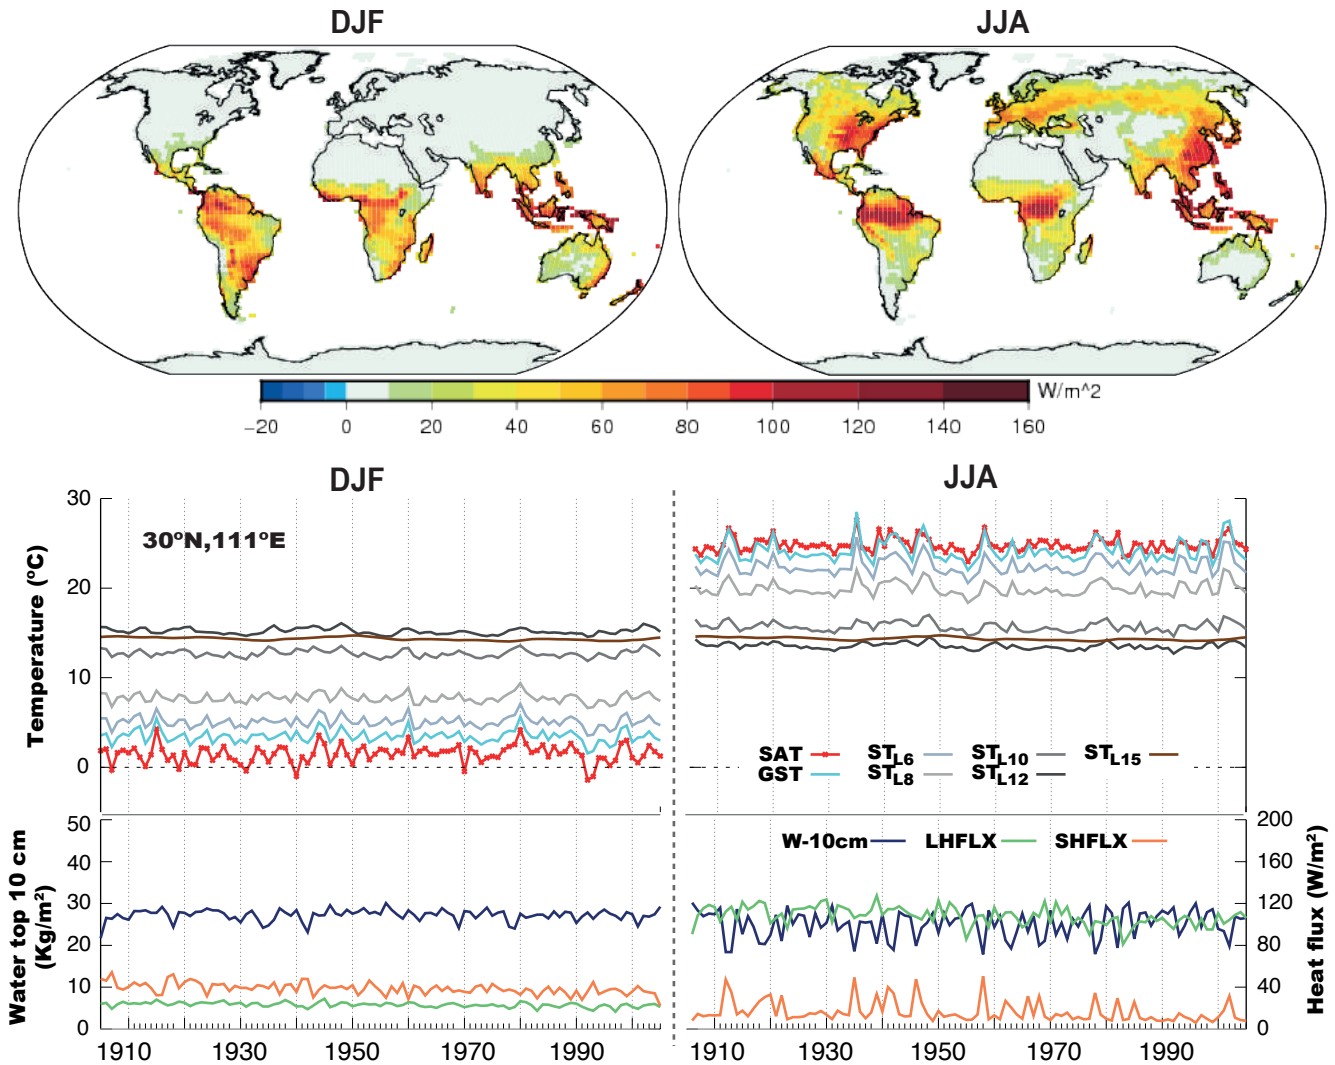 DJF
JJA
W/m^2
−20 0 20 40 60 80 100 120 140 160
DJF
JJA
Temperature (ºC)
30
20
10
0
30ºN,111ºE
SAT STL6 STL10 STL15
GST STL8 STL12
Water top 10 cm
(Kg/m²)
50
40
30
20
10
0
W-10cm LHFLX SHFLX
200
160
120
80
40
0
Heat flux (W/m²)
1910 1930 1950 1970 1990
1910 1930 1950 1970 1990